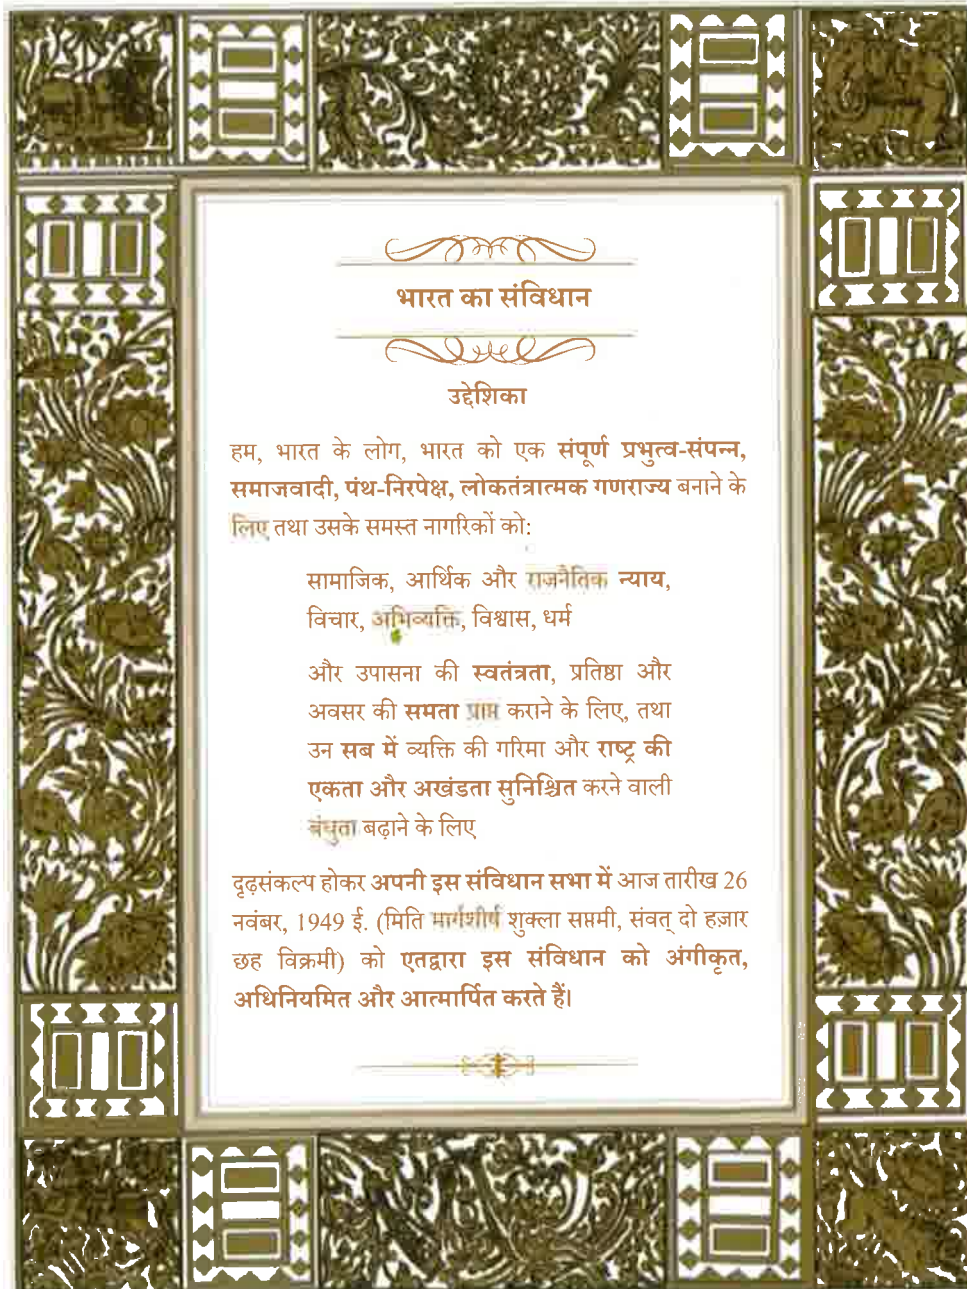 भारत का संविधान
उद्देशिका
हम, भारत के लोग, भारत को एक संपूर्ण प्रभुत्व-संपन्न,
समाजवादी, पंथ-निरपेक्ष, लोकतंत्रात्मक गणराज्य बनाने के
लिए तथा उसके समस्त नागरिकों को:
सामाजिक, आर्थिक और राजनैतिक न्याय,
विचार, अभिव्यक्ति, विश्वास, धर्म
और उपासना की स्वतंत्रता, प्रतिष्ठा और
अवसर की समता प्राप्त कराने के लिए, तथा
उन सब में व्यक्ति की गरिमा और राष्ट्र की
एकता और अखंडता सुनिश्चित करने वाली
बंधुता बढ़ाने के लिए
दृढ़संकल्प होकर अपनी इस संविधान सभा में आज तारीख 26
नवंबर, 1949 ई. (मिति मार्गशीर्ष शुक्ला सप्तमी, संवत् दो हज़ार
छह विक्रमी) को एतद्वारा इस संविधान को अंगीकृत,
अधिनियमित और आत्मार्पित करते हैं।